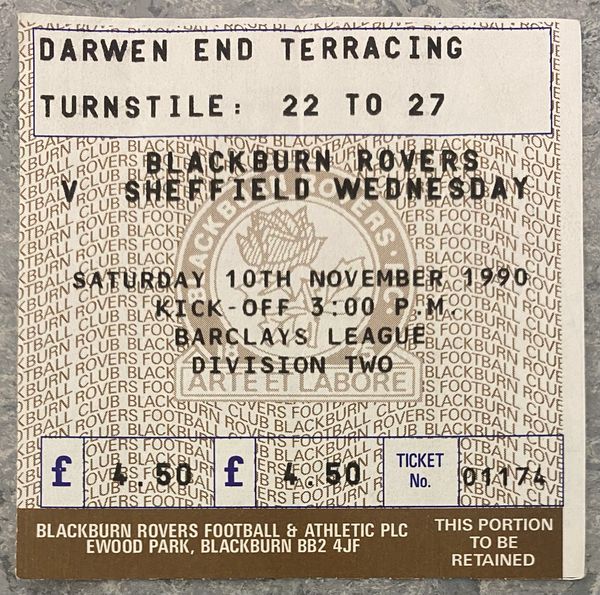 DARWEN END TERRACING
TURNSTILE: 22 TO 27
BLACKBURN ROVERS
V SHEFFIELD WEDNESDAY
SATURDAY 10TH NOVEMBER 1990
KICK-OFF 3:00 P.M.
BARCLAYS LEAGUE
DIVISION TWO
ARTE ET LABORE
£ 4.50 £ 4.50 TICKET No. 01174
BLACKBURN ROVERS FOOTBALL & ATHLETIC PLC
EWOOD PARK, BLACKBURN BB2 4JF
THIS PORTION
TO BE
RETAINED